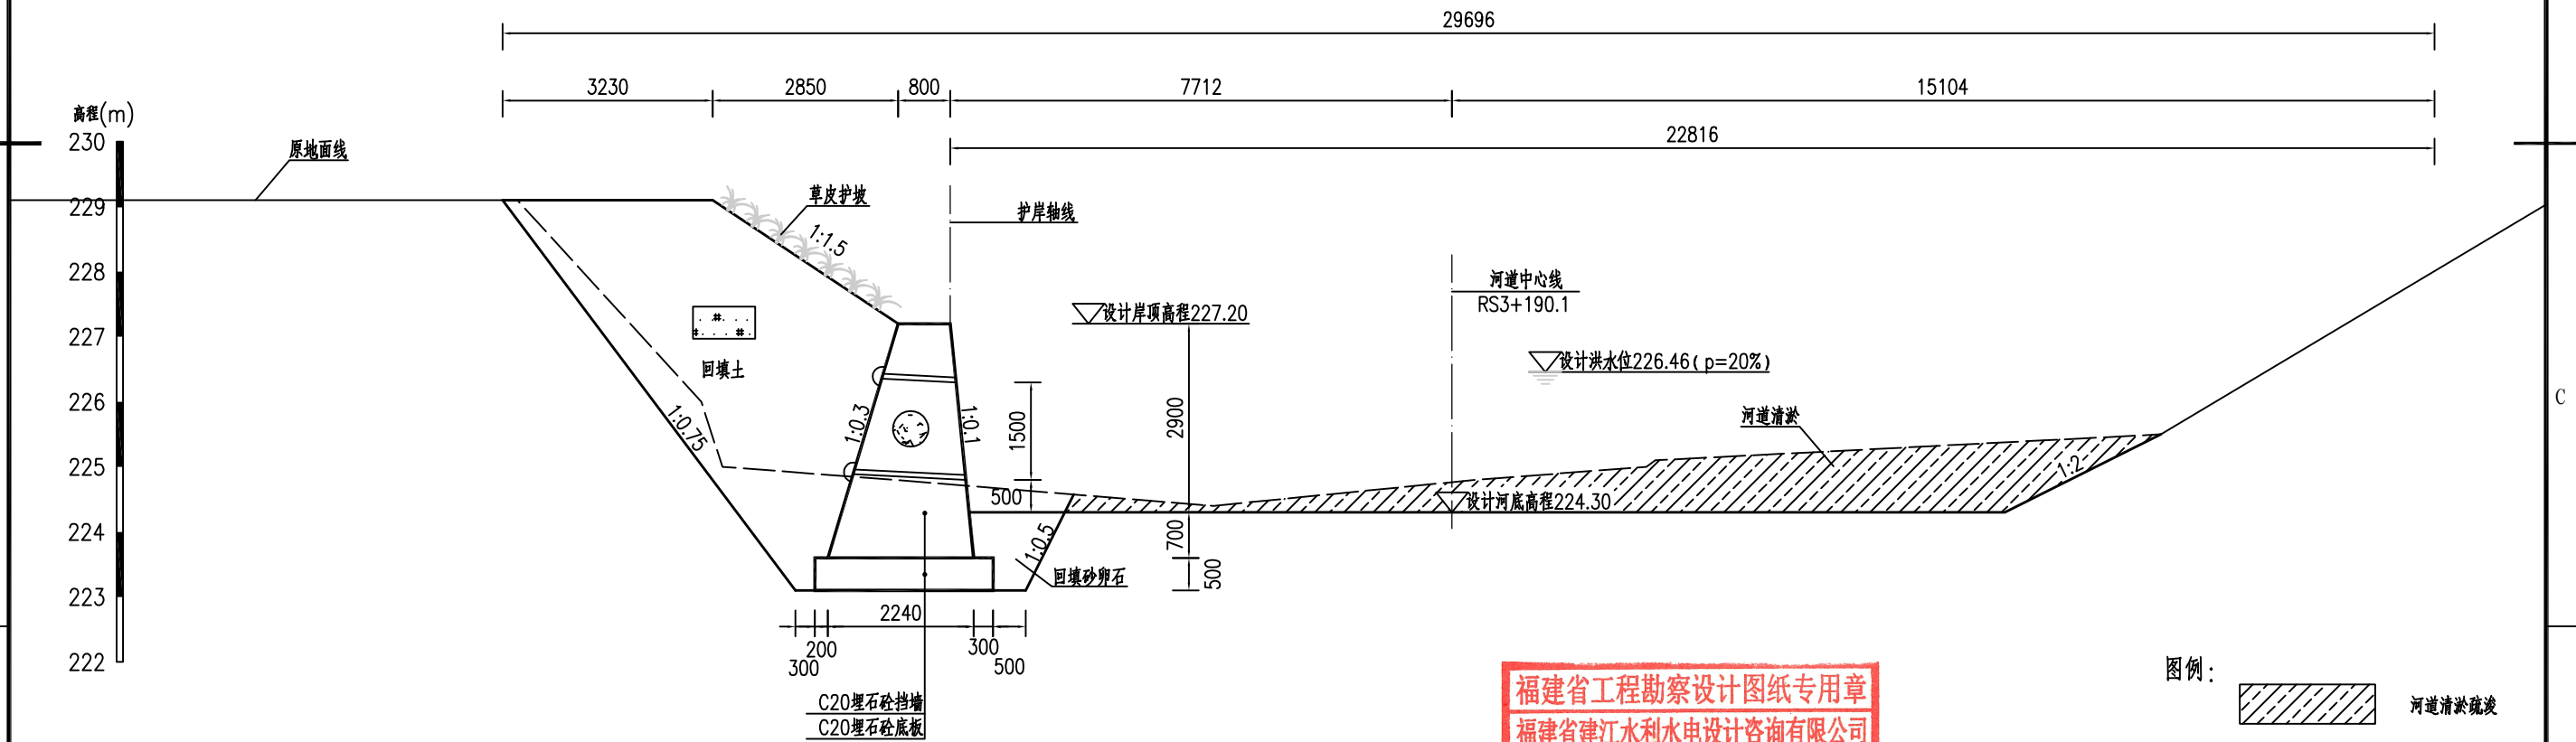 29696
3230
2850
800
7712
15104
22816
高程(m)
230
229
228
227
226
225
224
223
222
原地面线
草皮护坡
1:1.5
护岸轴线
河道中心线
RS3+190.1
设计岸顶高程227.20
设计洪水位226.46(p=20%)
回填土
1:0.75
1:0.3
1:0.1
1500
2900
500
河道清淤
1:2
设计河底高程224.30
700
1:0.5
回填砂卵石
500
2240
200
300
300
500
C20埋石砼挡墙
C20埋石砼底板
C
图例:
河道清淤疏浚
福建省工程勘察设计图纸专用章
福建省建江水利水电设计咨询有限公司